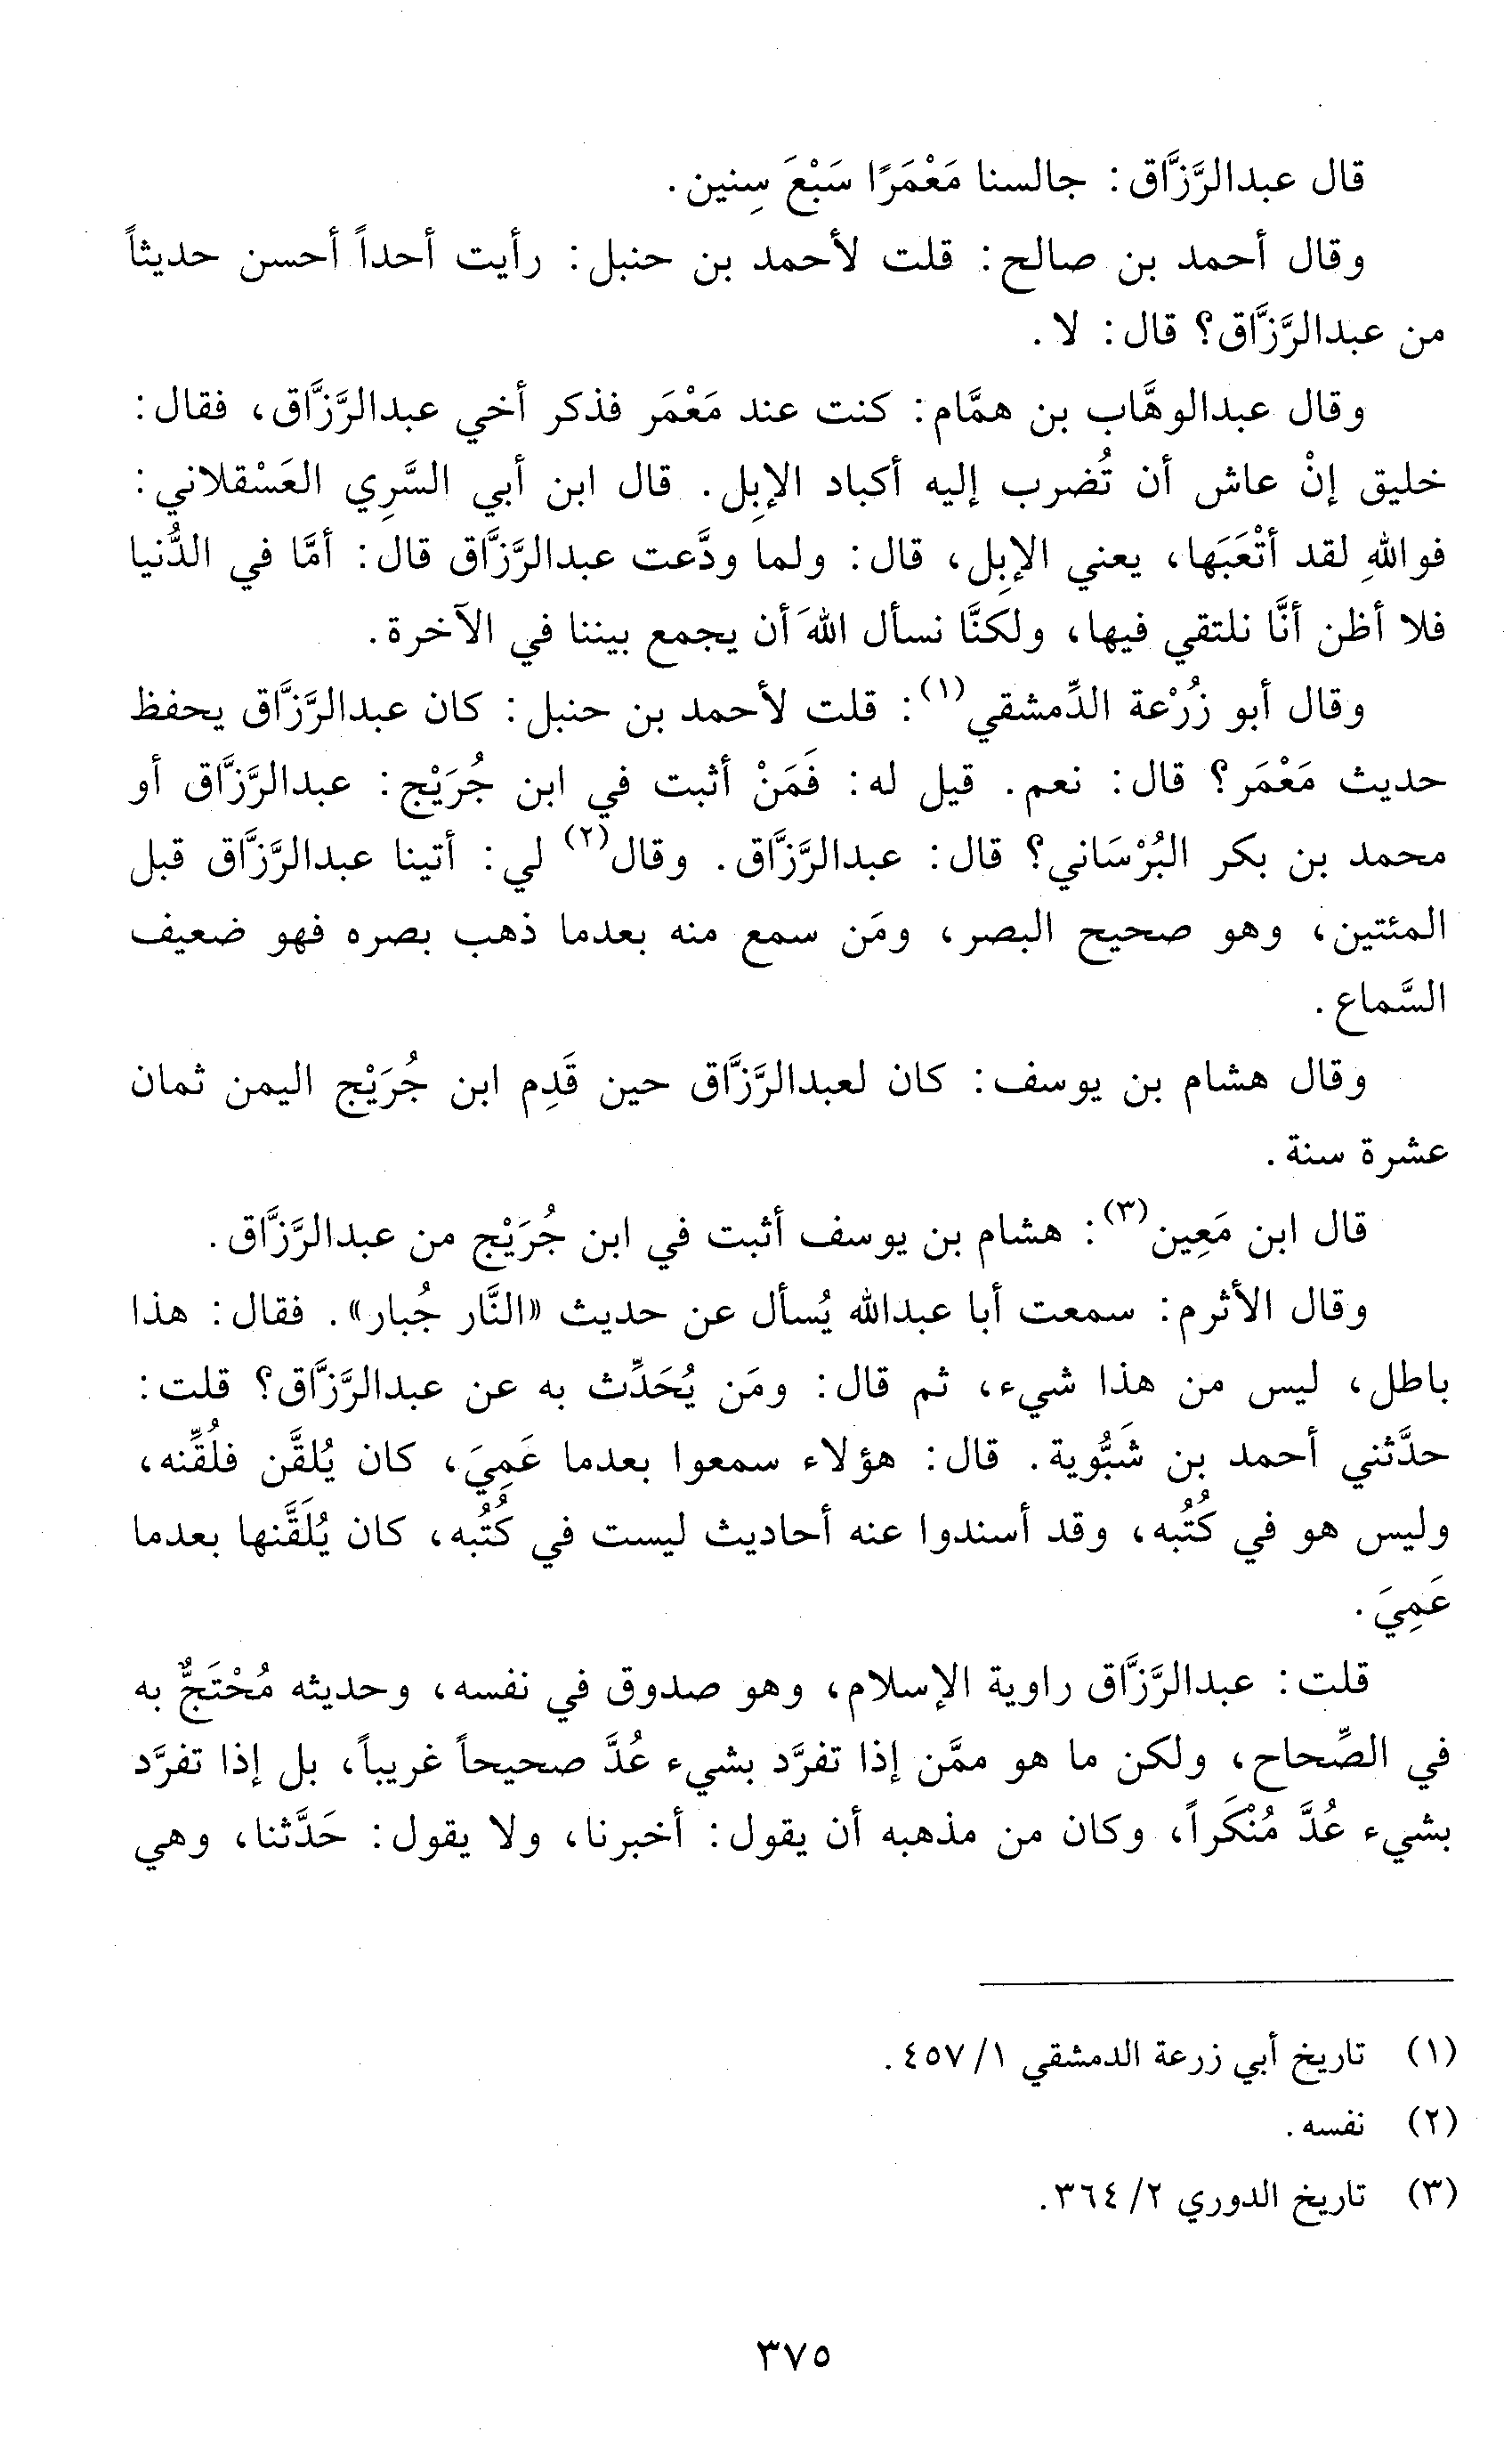 قال عبدالرَّزَّاق: جالسنا مَعْمَرًا سَبْعَ سِنين.
وقال أحمد بن صالح: قلت لأحمد بن حنبل: رأيت أحداً أحسن حديثاً
من عبدالرَّزَّاق؟ قال: لا.
وقال عبدالوهَّاب بن همَّام: كنت عند مَعْمَر فذكر أخي عبدالرَّزَّاق، فقال:
خليق إنْ عاش أن تُضرب إليه أكباد الإبِل. قال ابن أبي السَّرِي العَسْقلاني:
فواللهِ لقد أتْعَبَها، يعني الإبِل، قال: ولما ودَّعت عبدالرَّزَّاق قال: أمَّا في الدُّنيا
فلا أظن أنَّا نلتقي فيها، ولكنَّا نسأل اللهَ أن يجمع بيننا في الآخرة.
وقال أبو زُرْعة الدِّمشقي(١): قلت لأحمد بن حنبل: كان عبدالرَّزَّاق يحفظ
حديث مَعْمَر؟ قال: نعم. قيل له: فَمَنْ أثبت في ابن جُرَيْج: عبدالرَّزَّاق أو
محمد بن بكر البُرْسَاني؟ قال: عبدالرَّزَّاق. وقال(٢) لي: أتينا عبدالرَّزَّاق قبل
المئتين، وهو صحيح البصر، ومَن سمع منه بعدما ذهب بصره فهو ضعيف
السَّماع.
وقال هشام بن يوسف: كان لعبدالرَّزَّاق حين قَدِم ابن جُرَيْج اليمن ثمان
عشرة سنة.
قال ابن مَعِين(٣): هشام بن يوسف أثبت في ابن جُرَيْج من عبدالرَّزَّاق.
وقال الأثرم: سمعت أبا عبدالله يُسأل عن حديث «النَّار جُبار». فقال: هذا
باطل، ليس من هذا شيء، ثم قال: ومَن يُحَدِّث به عن عبدالرَّزَّاق؟ قلت:
حدَّثني أحمد بن شَبُّوية. قال: هؤلاء سمعوا بعدما عَمِيَ، كان يُلقَّن فلُقِّنه،
وليس هو في كُتُبه، وقد أسندوا عنه أحاديث ليست في كُتُبه، كان يُلَقَّنها بعدما
عَمِيَ.
قلت: عبدالرَّزَّاق راوية الإسلام، وهو صدوق في نفسه، وحديثه مُحْتَجٌّ به
في الصِّحاح، ولكن ما هو ممَّن إذا تفرَّد بشيء عُدَّ صحيحاً غريباً، بل إذا تفرَّد
بشيء عُدَّ مُنْكَراً، وكان من مذهبه أن يقول: أخبرنا، ولا يقول: حَدَّثنا، وهي
(١) تاريخ أبي زرعة الدمشقي ١/ ٤٥٧.
(٢) نفسه.
(٣) تاريخ الدوري ٢/ ٣٦٤.
٣٧٥